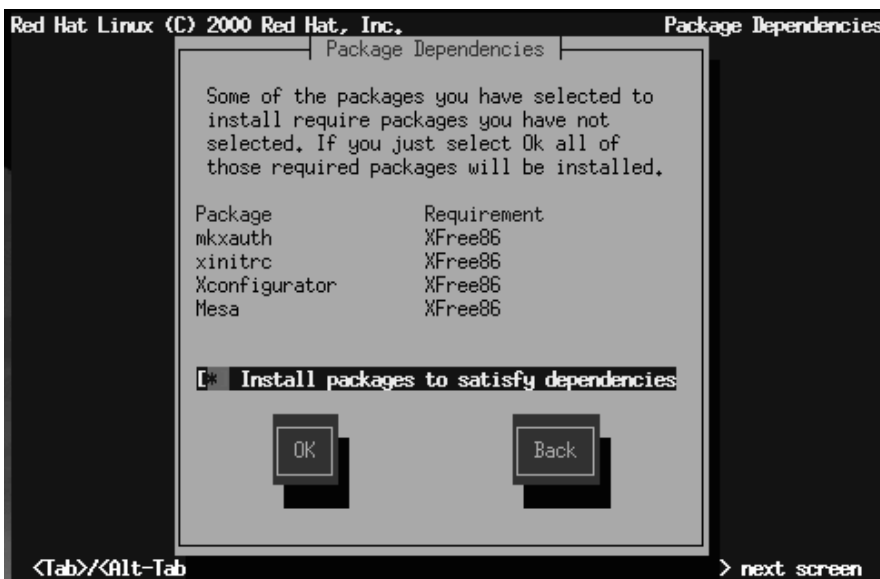 Red Hat Linux (C) 2000 Red Hat, Inc. Package Dependencies
Package Dependencies
Some of the packages you have selected to
install require packages you have not
selected. If you just select Ok all of
those required packages will be installed.
Package Requirement
mkxauth XFree86
xinitrc XFree86
Xconfigurator XFree86
Mesa XFree86
[* Install packages to satisfy dependencies
OK Back
<Tab>/<Alt-Tab > next screen